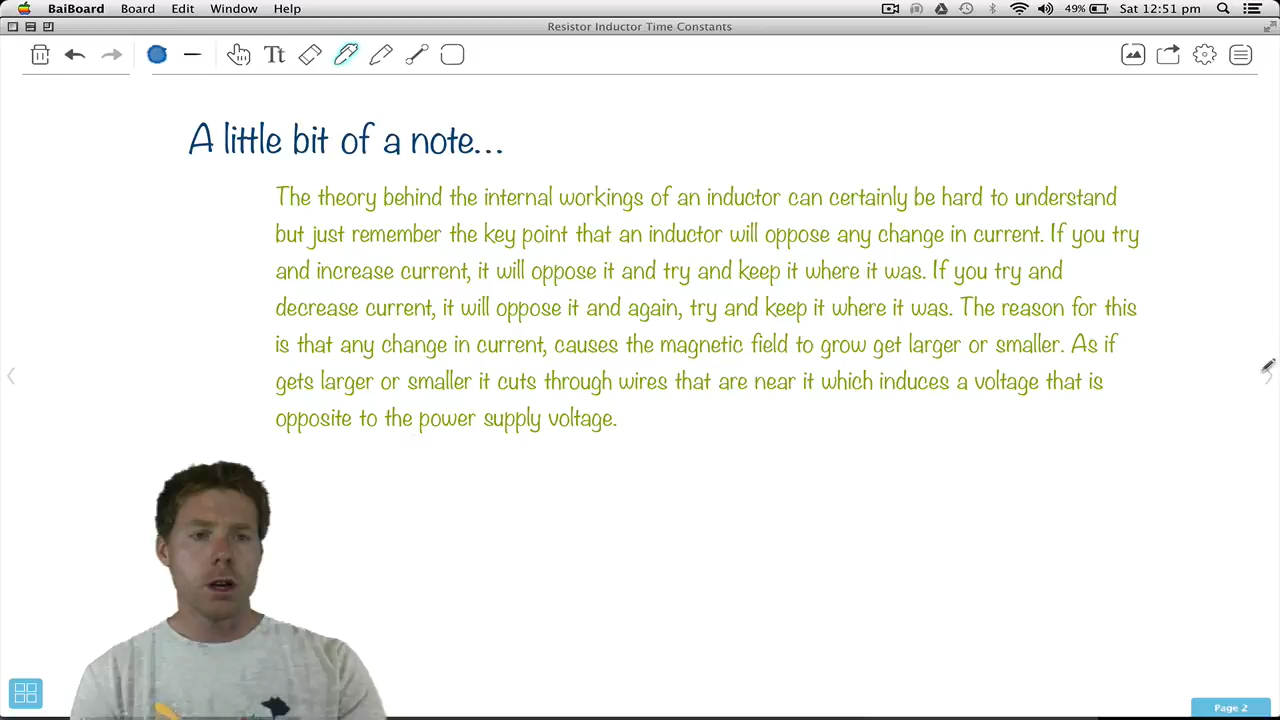 BaiBoard Board Edit Window Help 49% Sat 12:51 pm
Resistor Inductor Time Constants
Tt
A little bit of a note...
The theory behind the internal workings of an inductor can certainly be hard to understand
but just remember the key point that an inductor will oppose any change in current. If you try
and increase current, it will oppose it and try and keep it where it was. If you try and
decrease current, it will oppose it and again, try and keep it where it was. The reason for this
is that any change in current, causes the magnetic field to grow get larger or smaller. As if
gets larger or smaller it cuts through wires that are near it which induces a voltage that is
opposite to the power supply voltage.
Page 2